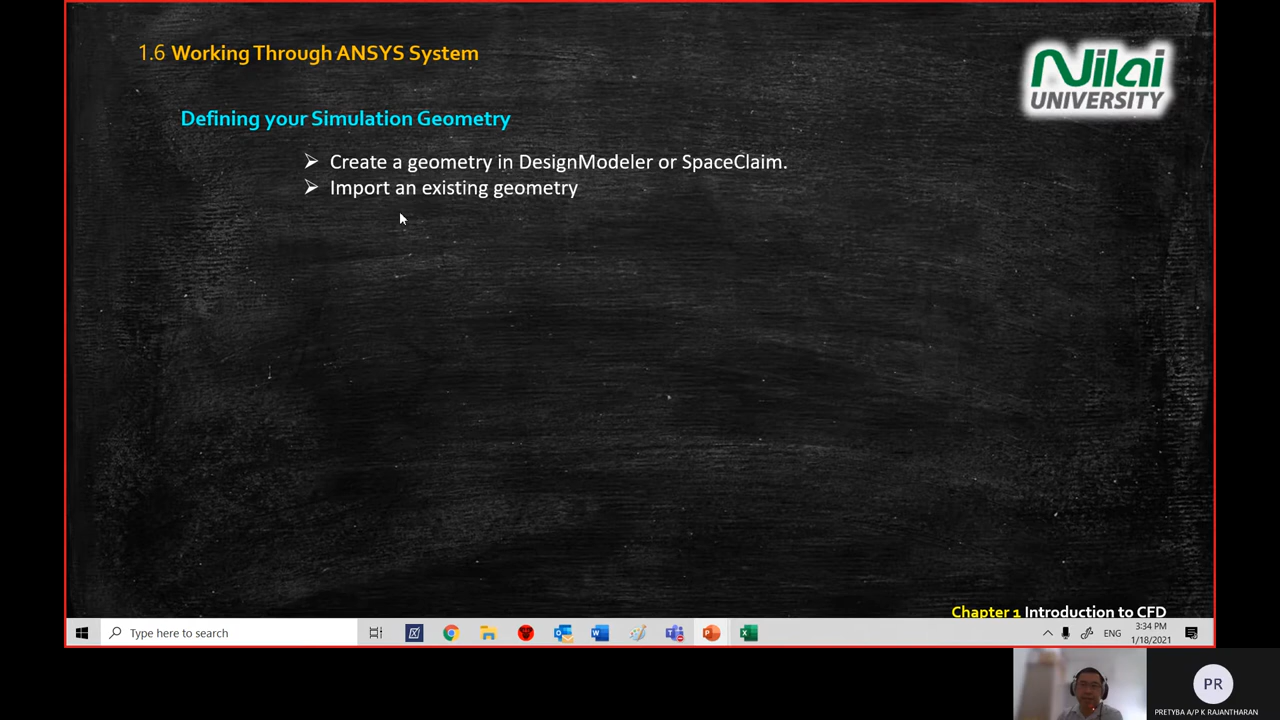 1.6 Working Through ANSYS System
Nilai
UNIVERSITY
Defining your Simulation Geometry
➢ Create a geometry in DesignModeler or SpaceClaim.
➢ Import an existing geometry
Chapter 1 Introduction to CFD
Type here to search
ENG
3:34 PM
1/18/2021
PR
PRETYBA A/P K RAJANTHARAN